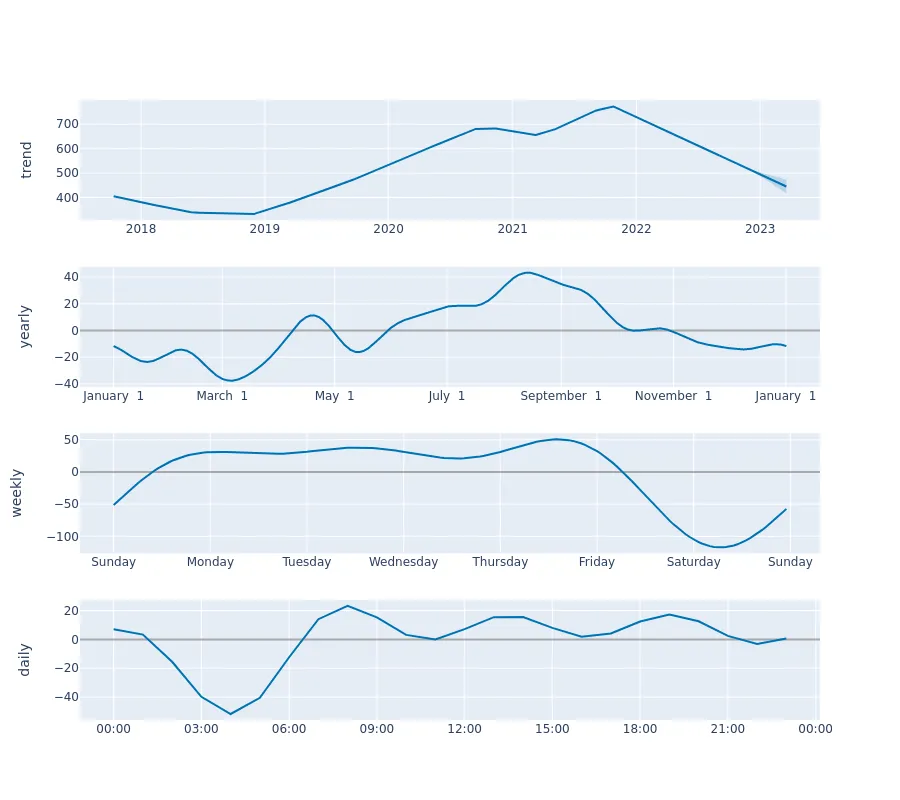 trend
700
600
500
400
2018 2019 2020 2021 2022 2023
yearly
40
20
0
−20
−40
January 1 March 1 May 1 July 1 September 1 November 1 January 1
weekly
50
0
−50
−100
Sunday Monday Tuesday Wednesday Thursday Friday Saturday Sunday
daily
20
0
−20
−40
00:00 03:00 06:00 09:00 12:00 15:00 18:00 21:00 00:00